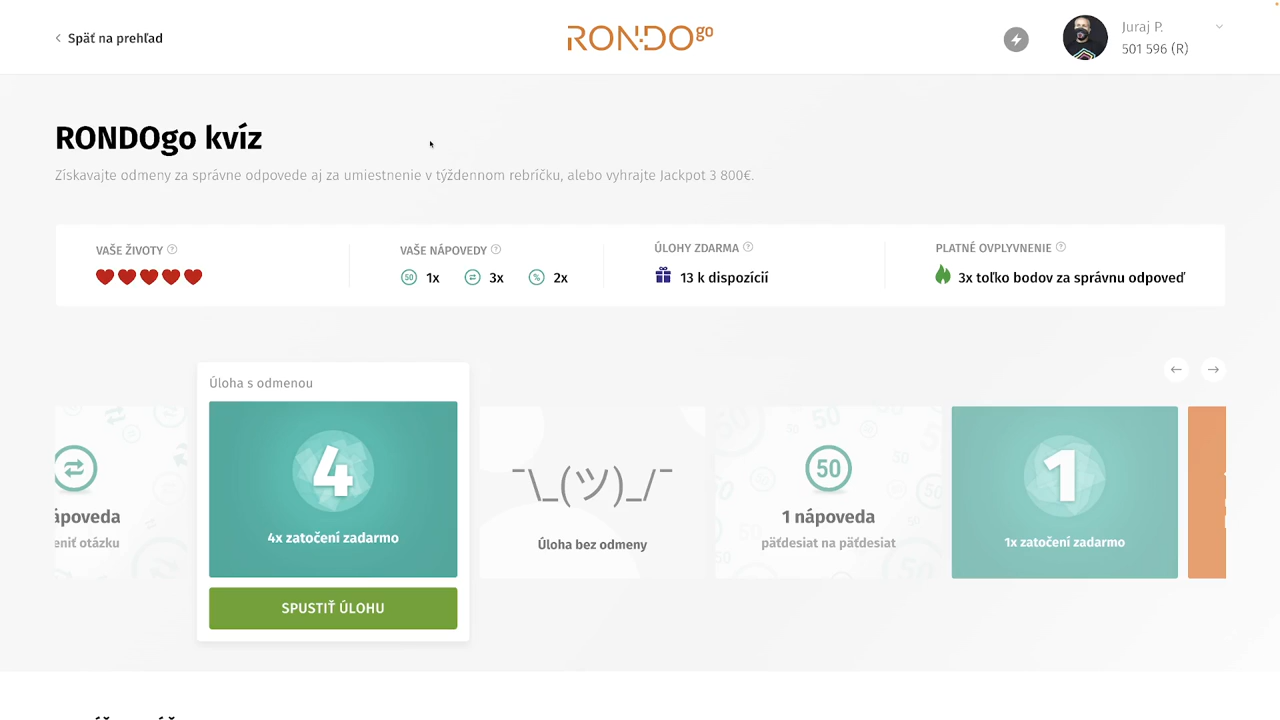 Späť na prehľad
RONDOgo
Juraj P.
501 596 (R)
RONDOgo kvíz
Získavajte odmeny za správne odpovede aj za umiestnenie v týždennom rebríčku, alebo vyhrajte Jackpot 3 800€.
VAŠE ŽIVOTY
VAŠE NÁPOVEDY
50 1x 3x % 2x
ÚLOHY ZDARMA
13 k dispozícií
PLATNÉ OVPLYVNENIE
3x toľko bodov za správnu odpoveď
ápoveda
eniť otázku
Úloha s odmenou
4
4x zatočení zadarmo
SPUSTIŤ ÚLOHU
¯\_(ツ)_/¯
Úloha bez odmeny
50
1 nápoveda
päťdesiat na päťdesiat
1
1x zatočení zadarmo